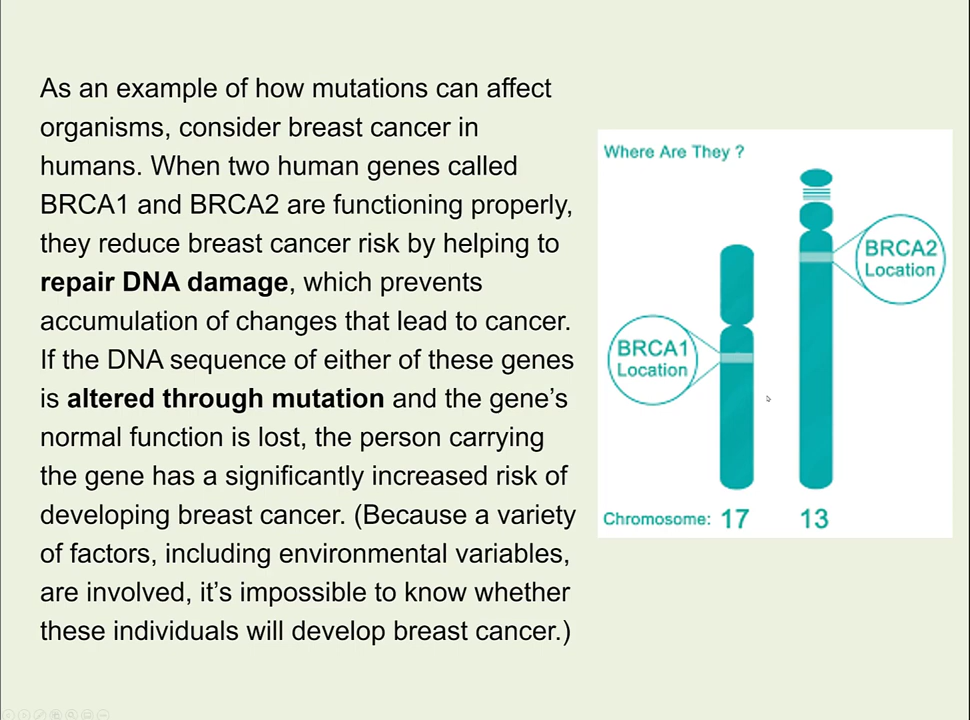 As an example of how mutations can affect
organisms, consider breast cancer in
humans. When two human genes called
BRCA1 and BRCA2 are functioning properly,
they reduce breast cancer risk by helping to
repair DNA damage, which prevents
accumulation of changes that lead to cancer.
If the DNA sequence of either of these genes
is altered through mutation and the gene’s
normal function is lost, the person carrying
the gene has a significantly increased risk of
developing breast cancer. (Because a variety
of factors, including environmental variables,
are involved, it’s impossible to know whether
these individuals will develop breast cancer.)
Where Are They ?
BRCA2
Location
BRCA1
Location
Chromosome: 17 13